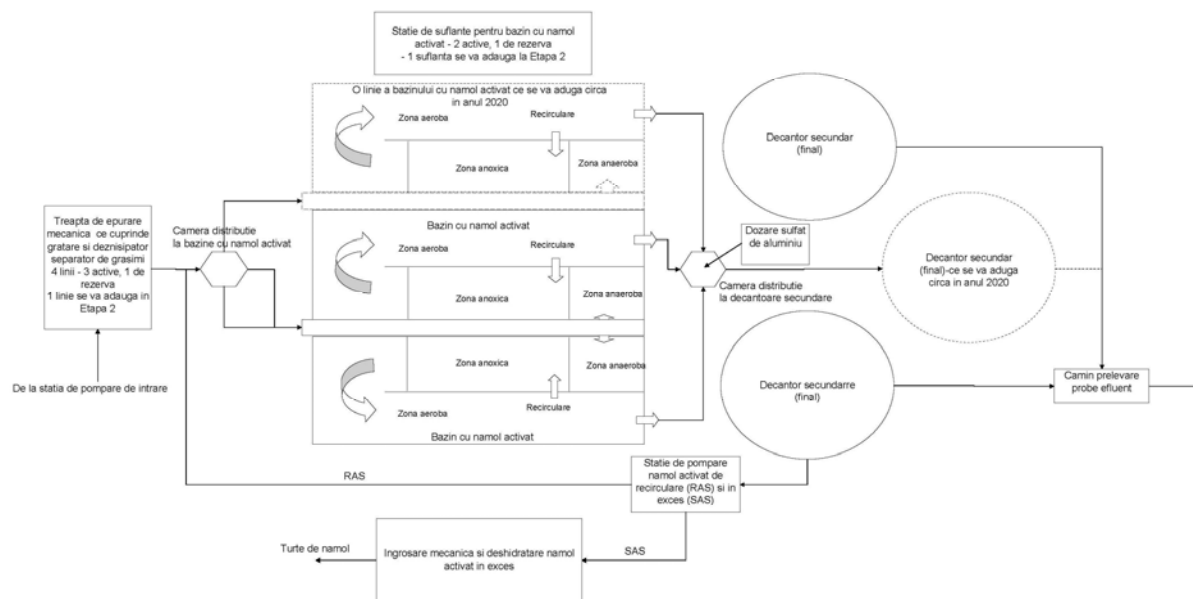 Statie de suflante pentru bazin cu namol
activat - 2 active, 1 de rezerva
- 1 suflanta se va adauga la Etapa 2
O linie a bazinului cu namol activat ce se va aduga circa
in anul 2020
Zona aeroba
Recirculare
Zona anoxica
Zona anaeroba
Decantor secundar
(final)
Treapta de epurare
mecanica ce cuprinde
gratare si deznisipator
separator de grasimi
4 linii - 3 active, 1 de
rezerva
1 linie se va adauga in
Etapa 2
Camera distributie
la bazine cu namol activat
Bazin cu namol activat
Zona aeroba
Recirculare
Zona anoxica
Zona anaeroba
Dozare sulfat
de aluminiu
Camera distributie
la decantoare secundare
Decantor secundar
(final)-ce se va aduga
circa in anul 2020
Zona anoxica
Zona anaeroba
Zona aeroba
Recirculare
Bazin cu namol activat
De la statia de pompare de intrare
Decantor secundarre
(final)
Camin prelevare
probe efluent
RAS
Statie de pompare
namol activat de
recirculare (RAS) si in
exces (SAS)
SAS
Turte de namol
Ingrosare mecanica si deshidratare namol
activat in exces